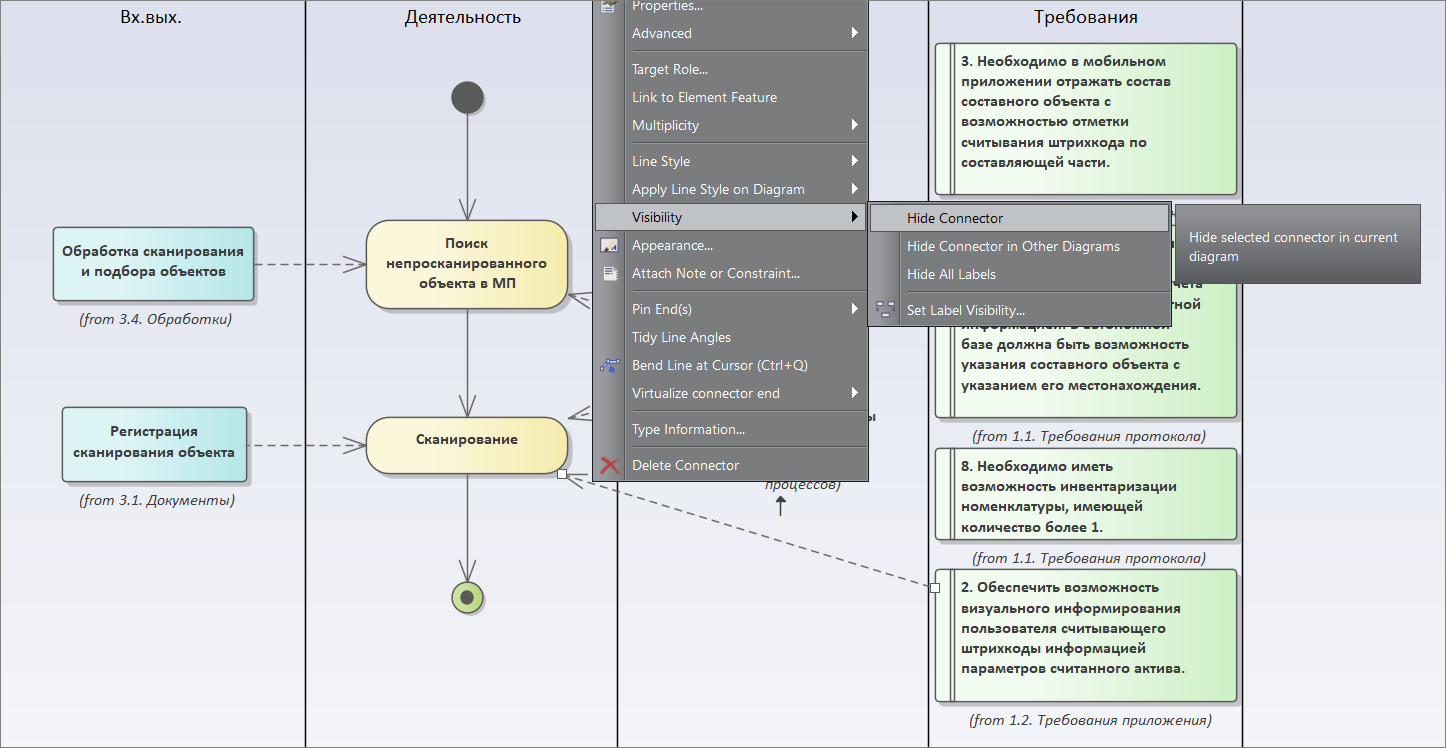 Вх.вых.
Деятельность
Требования
Обработка сканирования
и подбора объектов
(from 3.4. Обработки)
Регистрация
сканирования объекта
(from 3.1. Документы)
Поиск
непросканированного
объекта в МП
Сканирование
Properties...
Advanced
Target Role...
Link to Element Feature
Multiplicity
Line Style
Apply Line Style on Diagram
Visibility
Appearance...
Attach Note or Constraint...
Pin End(s)
Tidy Line Angles
Bend Line at Cursor (Ctrl+Q)
Virtualize connector end
Type Information...
Delete Connector
процессов)
Hide Connector
Hide Connector in Other Diagrams
Hide All Labels
Set Label Visibility...
Hide selected connector in current
diagram
3. Необходимо в мобильном
приложении отражать состав
составного объекта с
возможностью отметки
считывания штрихкода по
составляющей части.
базе должна быть возможность
указания составного объекта с
указанием его местонахождения.
(from 1.1. Требования протокола)
8. Необходимо иметь
возможность инвентаризации
номенклатуры, имеющей
количество более 1.
(from 1.1. Требования протокола)
2. Обеспечить возможность
визуального информирования
пользователя считывающего
штрихкоды информацией
параметров считанного актива.
(from 1.2. Требования приложения)